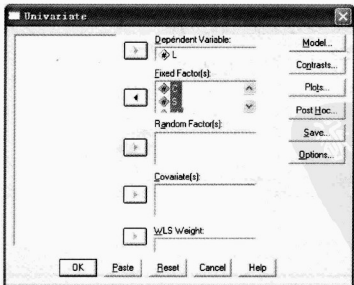 Univariate
Dependent Variable:
L
Model...
Fixed Factor(s):
Contrasts...
C
Plots...
S
Post Hoc...
Random Factor(s):
Save...
Options...
Covariate(s):
WLS Weight:
OK Paste Reset Cancel Help